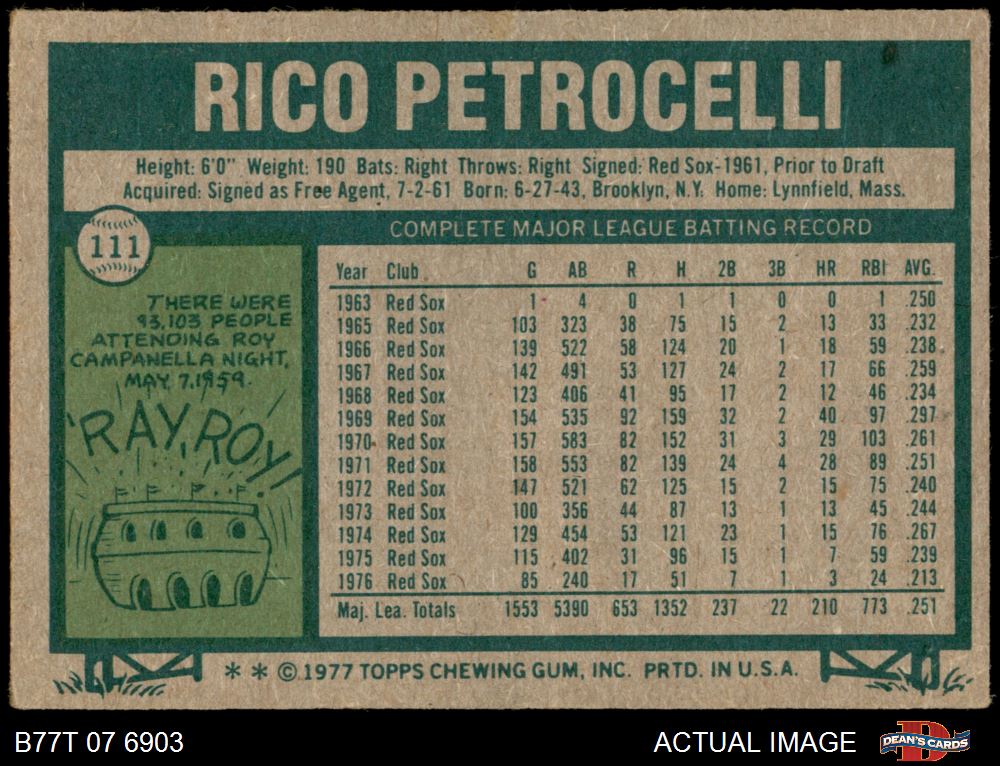 RICO PETROCELLI
Height: 6'0" Weight: 190 Bats: Right Throws: Right Signed: Red Sox-1961, Prior to Draft
Acquired: Signed as Free Agent, 7-2-61 Born: 6-27-43, Brooklyn, N.Y. Home: Lynnfield, Mass.
111
THERE WERE
93,103 PEOPLE
ATTENDING ROY
CAMPANELLA NIGHT,
MAY 7, 1959.
'RAY, ROY!
COMPLETE MAJOR LEAGUE BATTING RECORD
Year Club G AB R H 2B 3B HR RBI AVG.
1963 Red Sox 1 4 0 1 1 0 0 1 .250
1965 Red Sox 103 323 38 75 15 2 13 33 .232
1966 Red Sox 139 522 58 124 20 1 18 59 .238
1967 Red Sox 142 491 53 127 24 2 17 66 .259
1968 Red Sox 123 406 41 95 17 2 12 46 .234
1969 Red Sox 154 535 92 159 32 2 40 97 .297
1970 Red Sox 157 583 82 152 31 3 29 103 .261
1971 Red Sox 158 553 82 139 24 4 28 89 .251
1972 Red Sox 147 521 62 125 15 2 15 75 .240
1973 Red Sox 100 356 44 87 13 1 13 45 .244
1974 Red Sox 129 454 53 121 23 1 15 76 .267
1975 Red Sox 115 402 31 96 15 1 7 59 .239
1976 Red Sox 85 240 17 51 7 1 3 24 .213
Maj. Lea. Totals 1553 5390 653 1352 237 22 210 773 .251
* * © 1977 TOPPS CHEWING GUM, INC. PRTD. IN U.S.A.
B77T 07 6903
ACTUAL IMAGE
D
DEAN'S CARDS